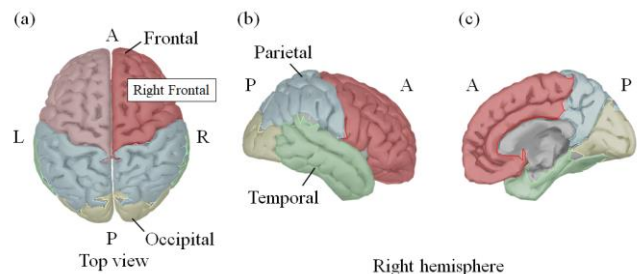 (a)
A
Frontal
Right Frontal
L
R
P
Occipital
Top view
(b)
Parietal
P
A
Temporal
(c)
A
P
Right hemisphere